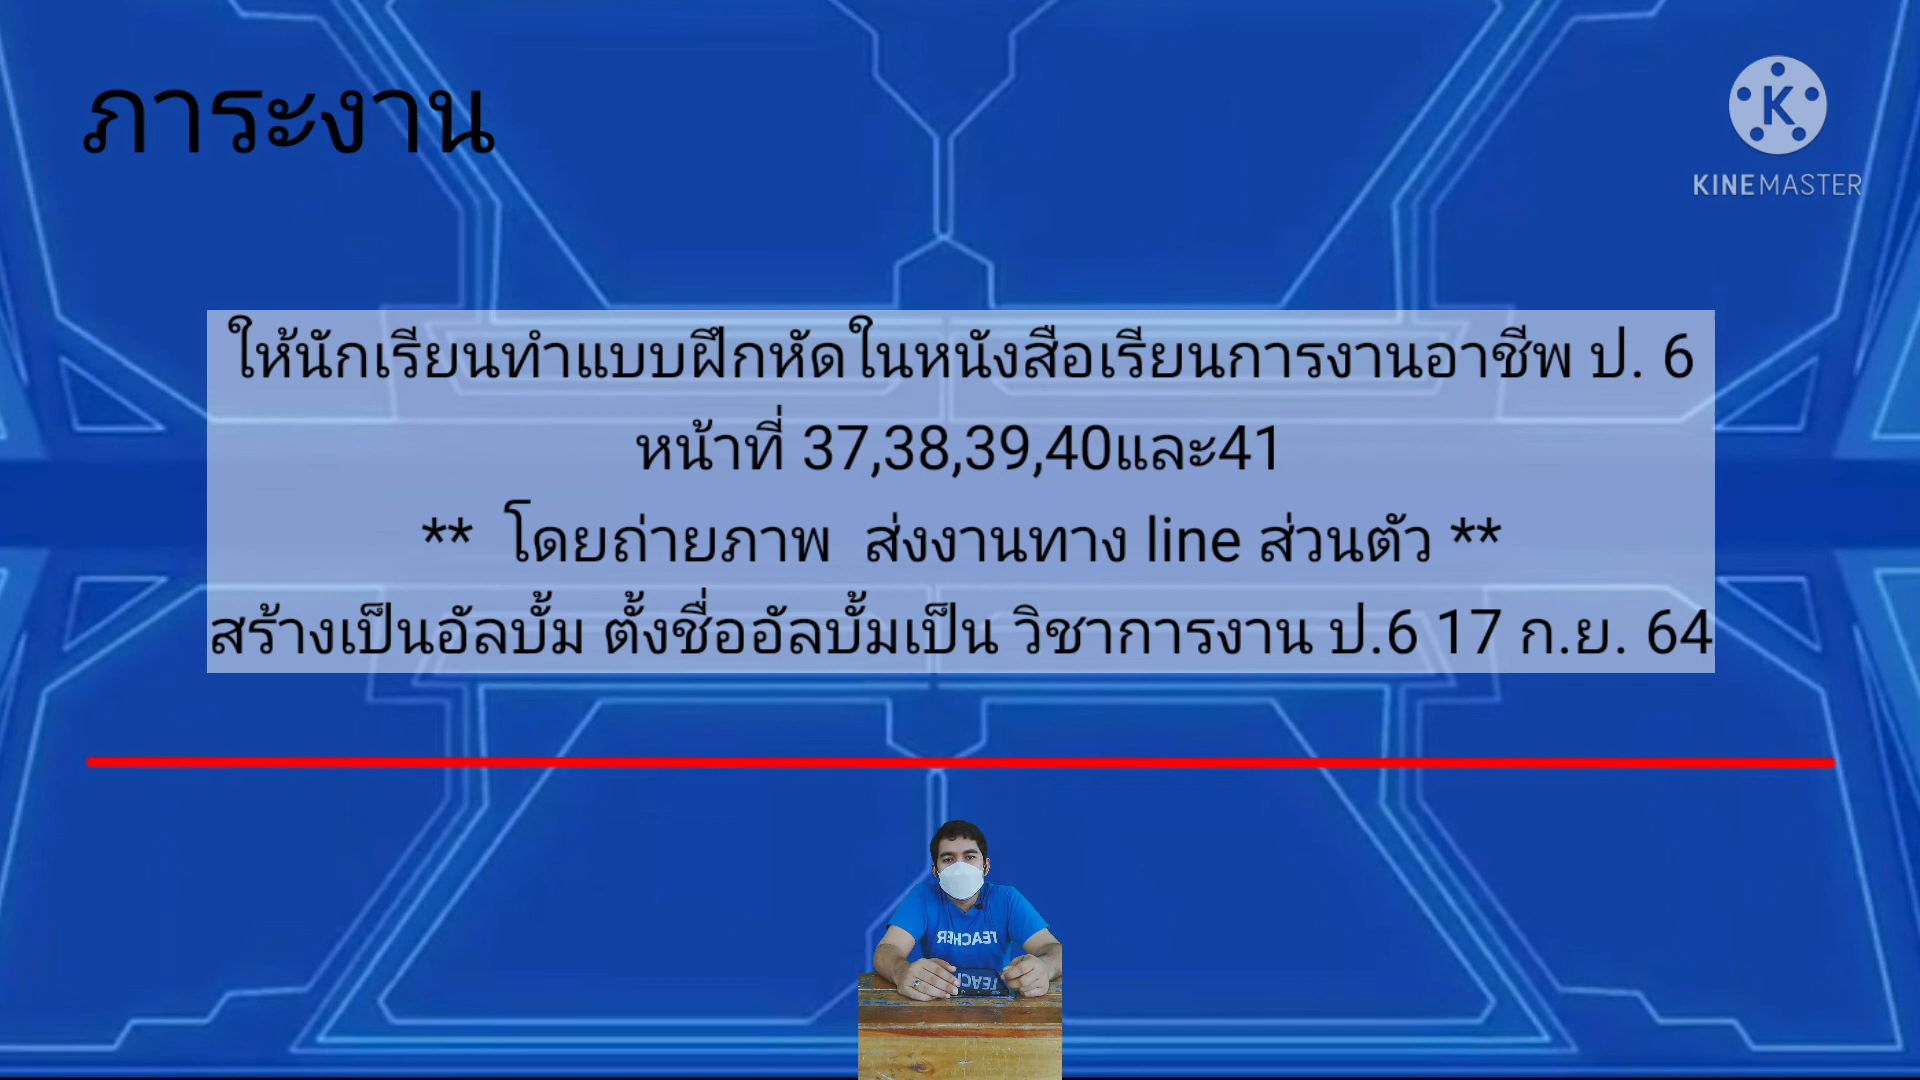 ภาระงาน
KINEMASTER
ให้นักเรียนทำแบบฝึกหัดในหนังสือเรียนการงานอาชีพ ป. 6
หน้าที่ 37,38,39,40และ41
** โดยถ่ายภาพ ส่งงานทาง line ส่วนตัว **
สร้างเป็นอัลบั้ม ตั้งชื่ออัลบั้มเป็น วิชาการงาน ป.6 17 ก.ย. 64
TEACHER
TEACH